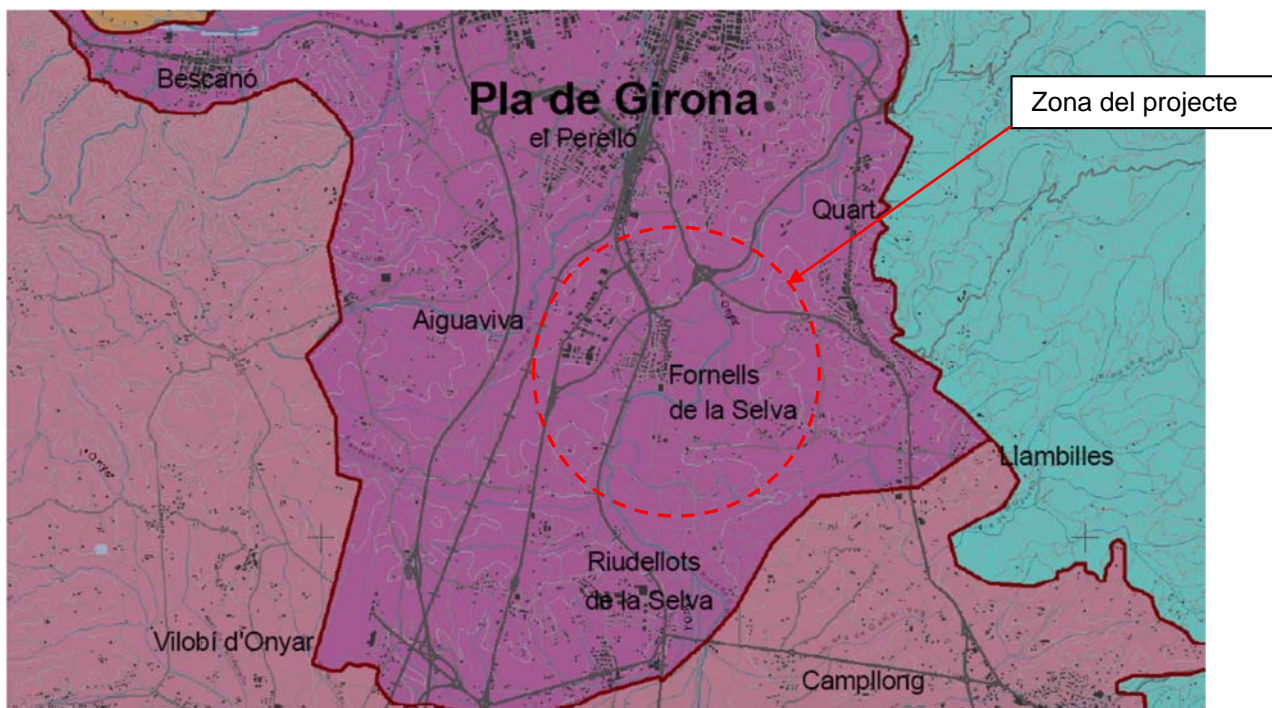 Bescanó
Pla de Girona
el Perelló
Zona del projecte
Quart
Aiguaviva
Fornells
de la Selva
Llambilles
Riudellots
de la Selva
Vilobí d'Onyar
Campllong